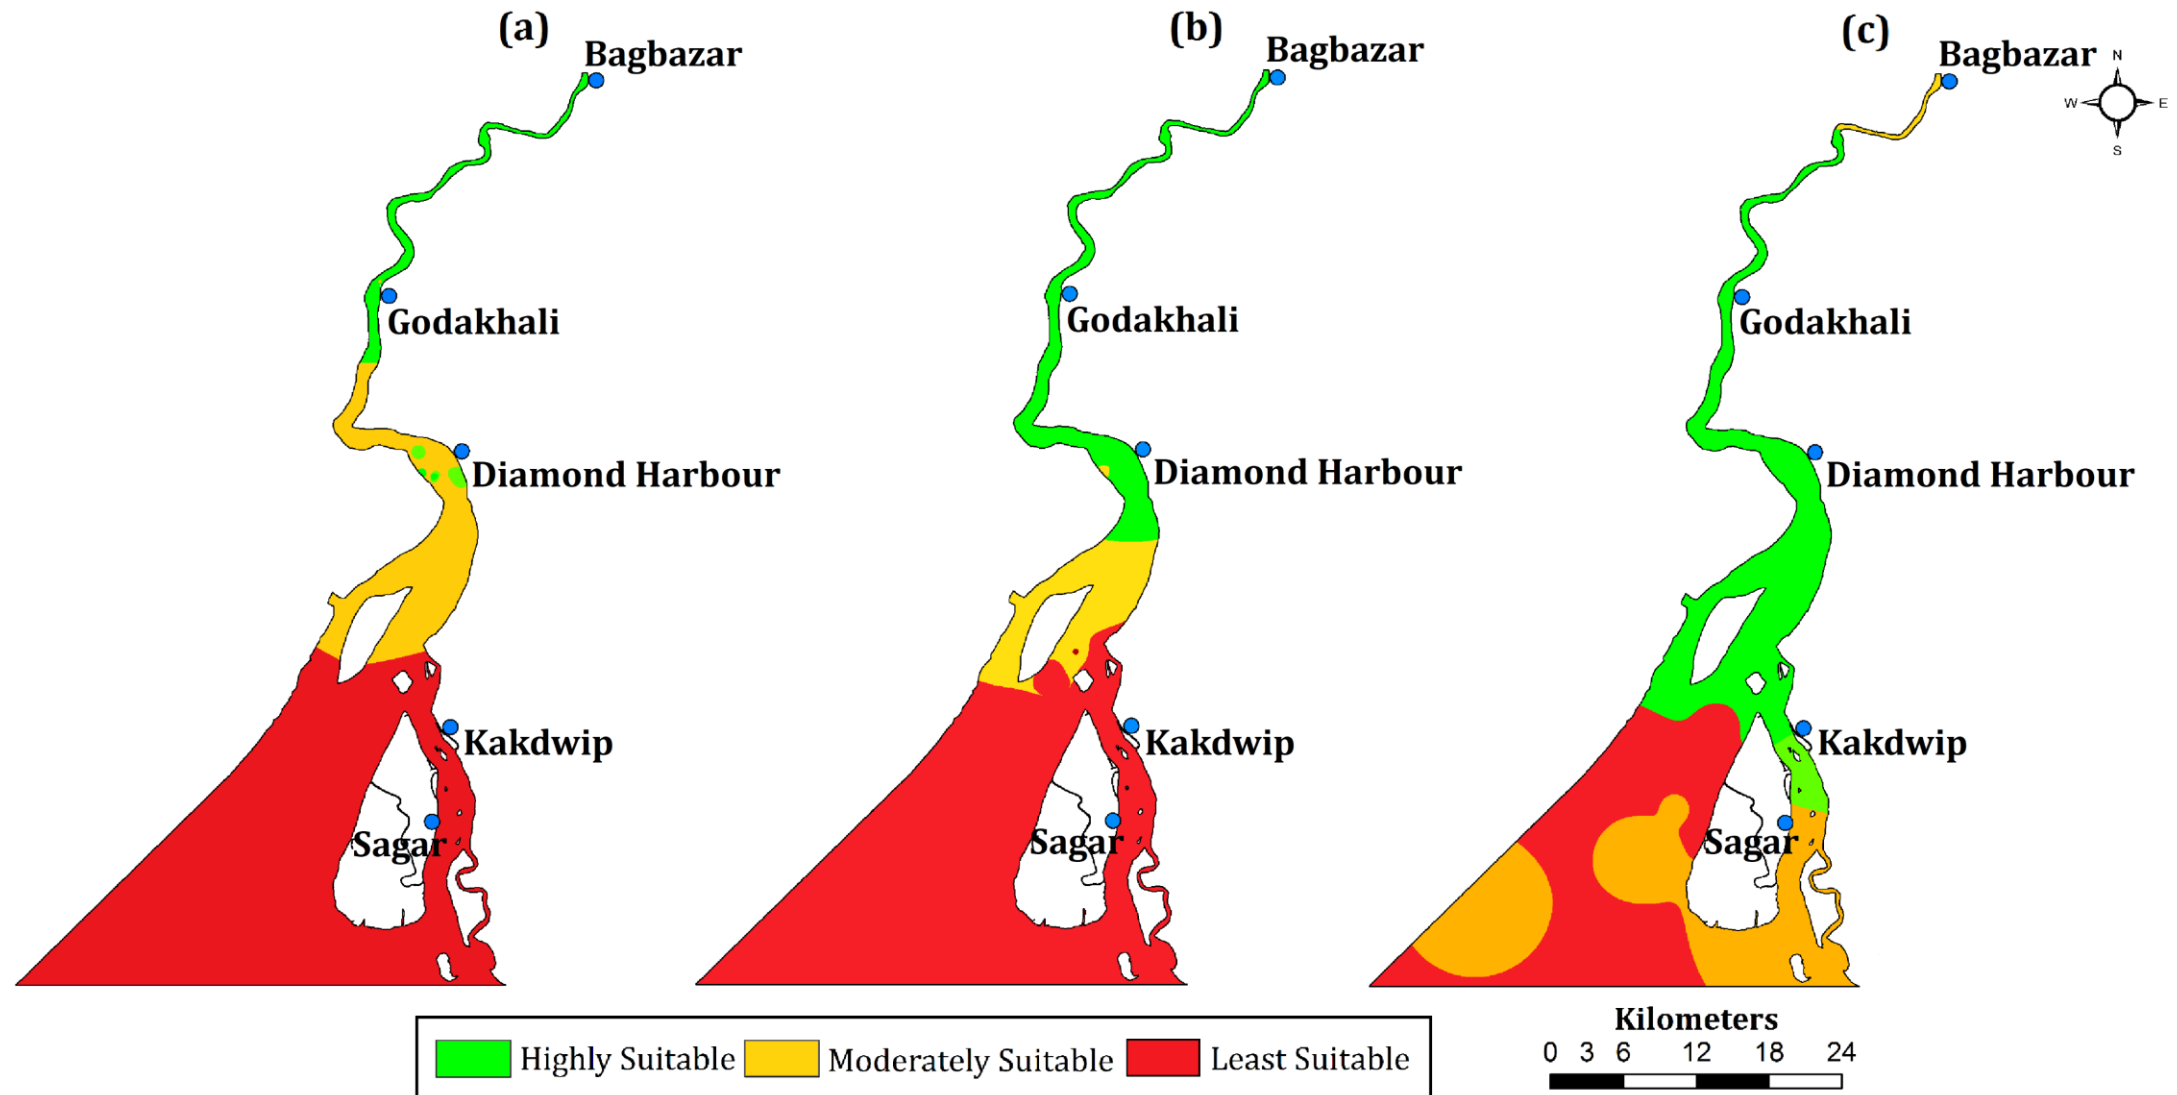 (a)
Bagbazar
Godakhali
Diamond Harbour
Kakdwip
Sagar
(b)
Bagbazar
Godakhali
Diamond Harbour
Kakdwip
Sagar
(c)
Bagbazar
N
W E
S
Godakhali
Diamond Harbour
Kakdwip
Sagar
Highly Suitable Moderately Suitable Least Suitable
Kilometers
0 3 6 12 18 24